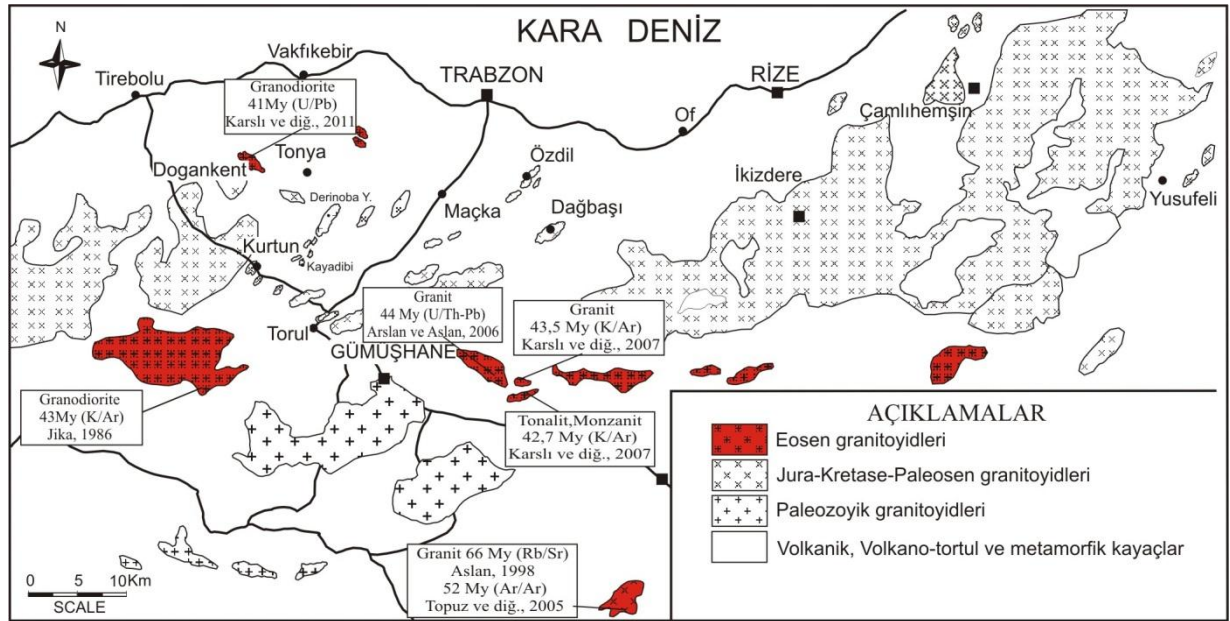 KARA DENİZ
N
Vakfıkebir
Tirebolu
TRABZON
RİZE
Granodiorite
41My (U/Pb)
Karslı ve diğ., 2011
Çamlıhemşin
Of
Tonya
Dogankent
Özdil
Derinoba Y.
İkizdere
Yusufeli
Maçka
Dağbaşı
Kurtun
Kayadibi
Granit
44 My (U/Th-Pb)
Arslan ve Aslan, 2006
Granit
43,5 My (K/Ar)
Karslı ve diğ., 2007
Torul
GÜMÜŞHANE
Granodiorite
43My (K/Ar)
Jika, 1986
Tonalit,Monzanit
42,7 My (K/Ar)
Karslı ve diğ., 2007
AÇIKLAMALAR
Eosen granitoyidleri
Jura-Kretase-Paleosen granitoyidleri
Paleozoyik granitoyidleri
Volkanik, Volkano-tortul ve metamorfik kayaçlar
Granit 66 My (Rb/Sr)
Aslan, 1998
52 My (Ar/Ar)
Topuz ve diğ., 2005
0 5 10Km
SCALE